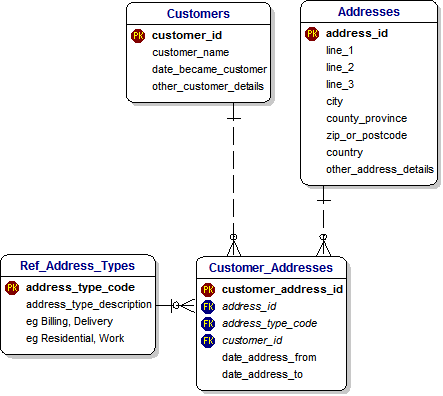 Customers
PK customer_id
customer_name
date_became_customer
other_customer_details
Addresses
PK address_id
line_1
line_2
line_3
city
county_province
zip_or_postcode
country
other_address_details
Ref_Address_Types
PK address_type_code
address_type_description
eg Billing, Delivery
eg Residential, Work
Customer_Addresses
PK customer_address_id
FK address_id
FK address_type_code
FK customer_id
date_address_from
date_address_to